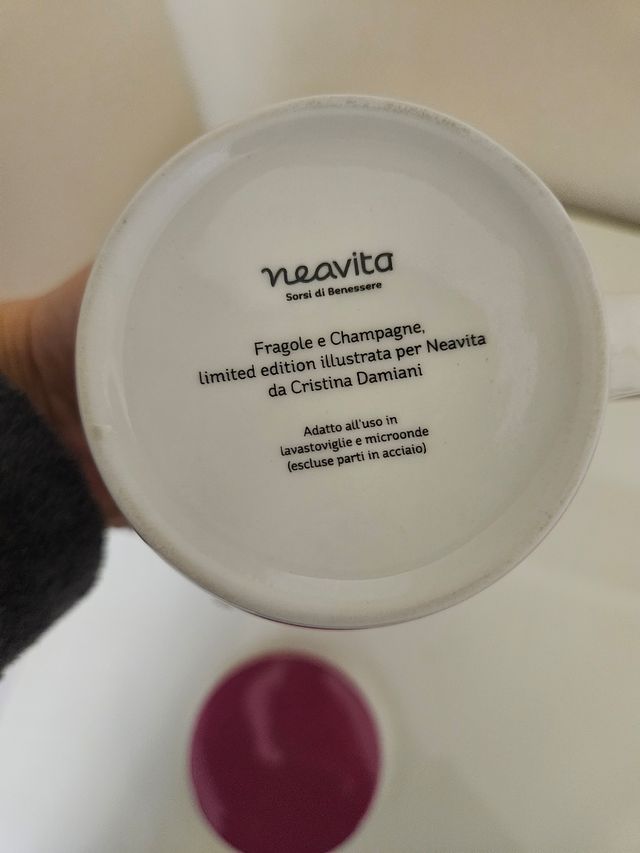 neavita
Sorsi di Benessere
Fragole e Champagne,
limited edition illustrata per Neavita
da Cristina Damiani
Adatto all'uso in
lavastoviglie e microonde
(escluse parti in acciaio)